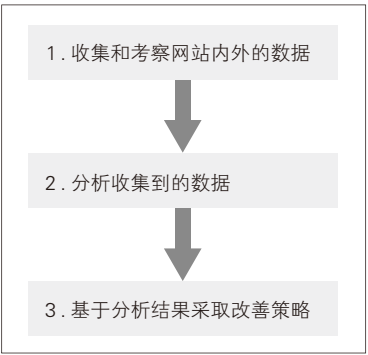 1 . 收集和考察网站内外的数据
2 . 分析收集到的数据
3 . 基于分析结果采取改善策略